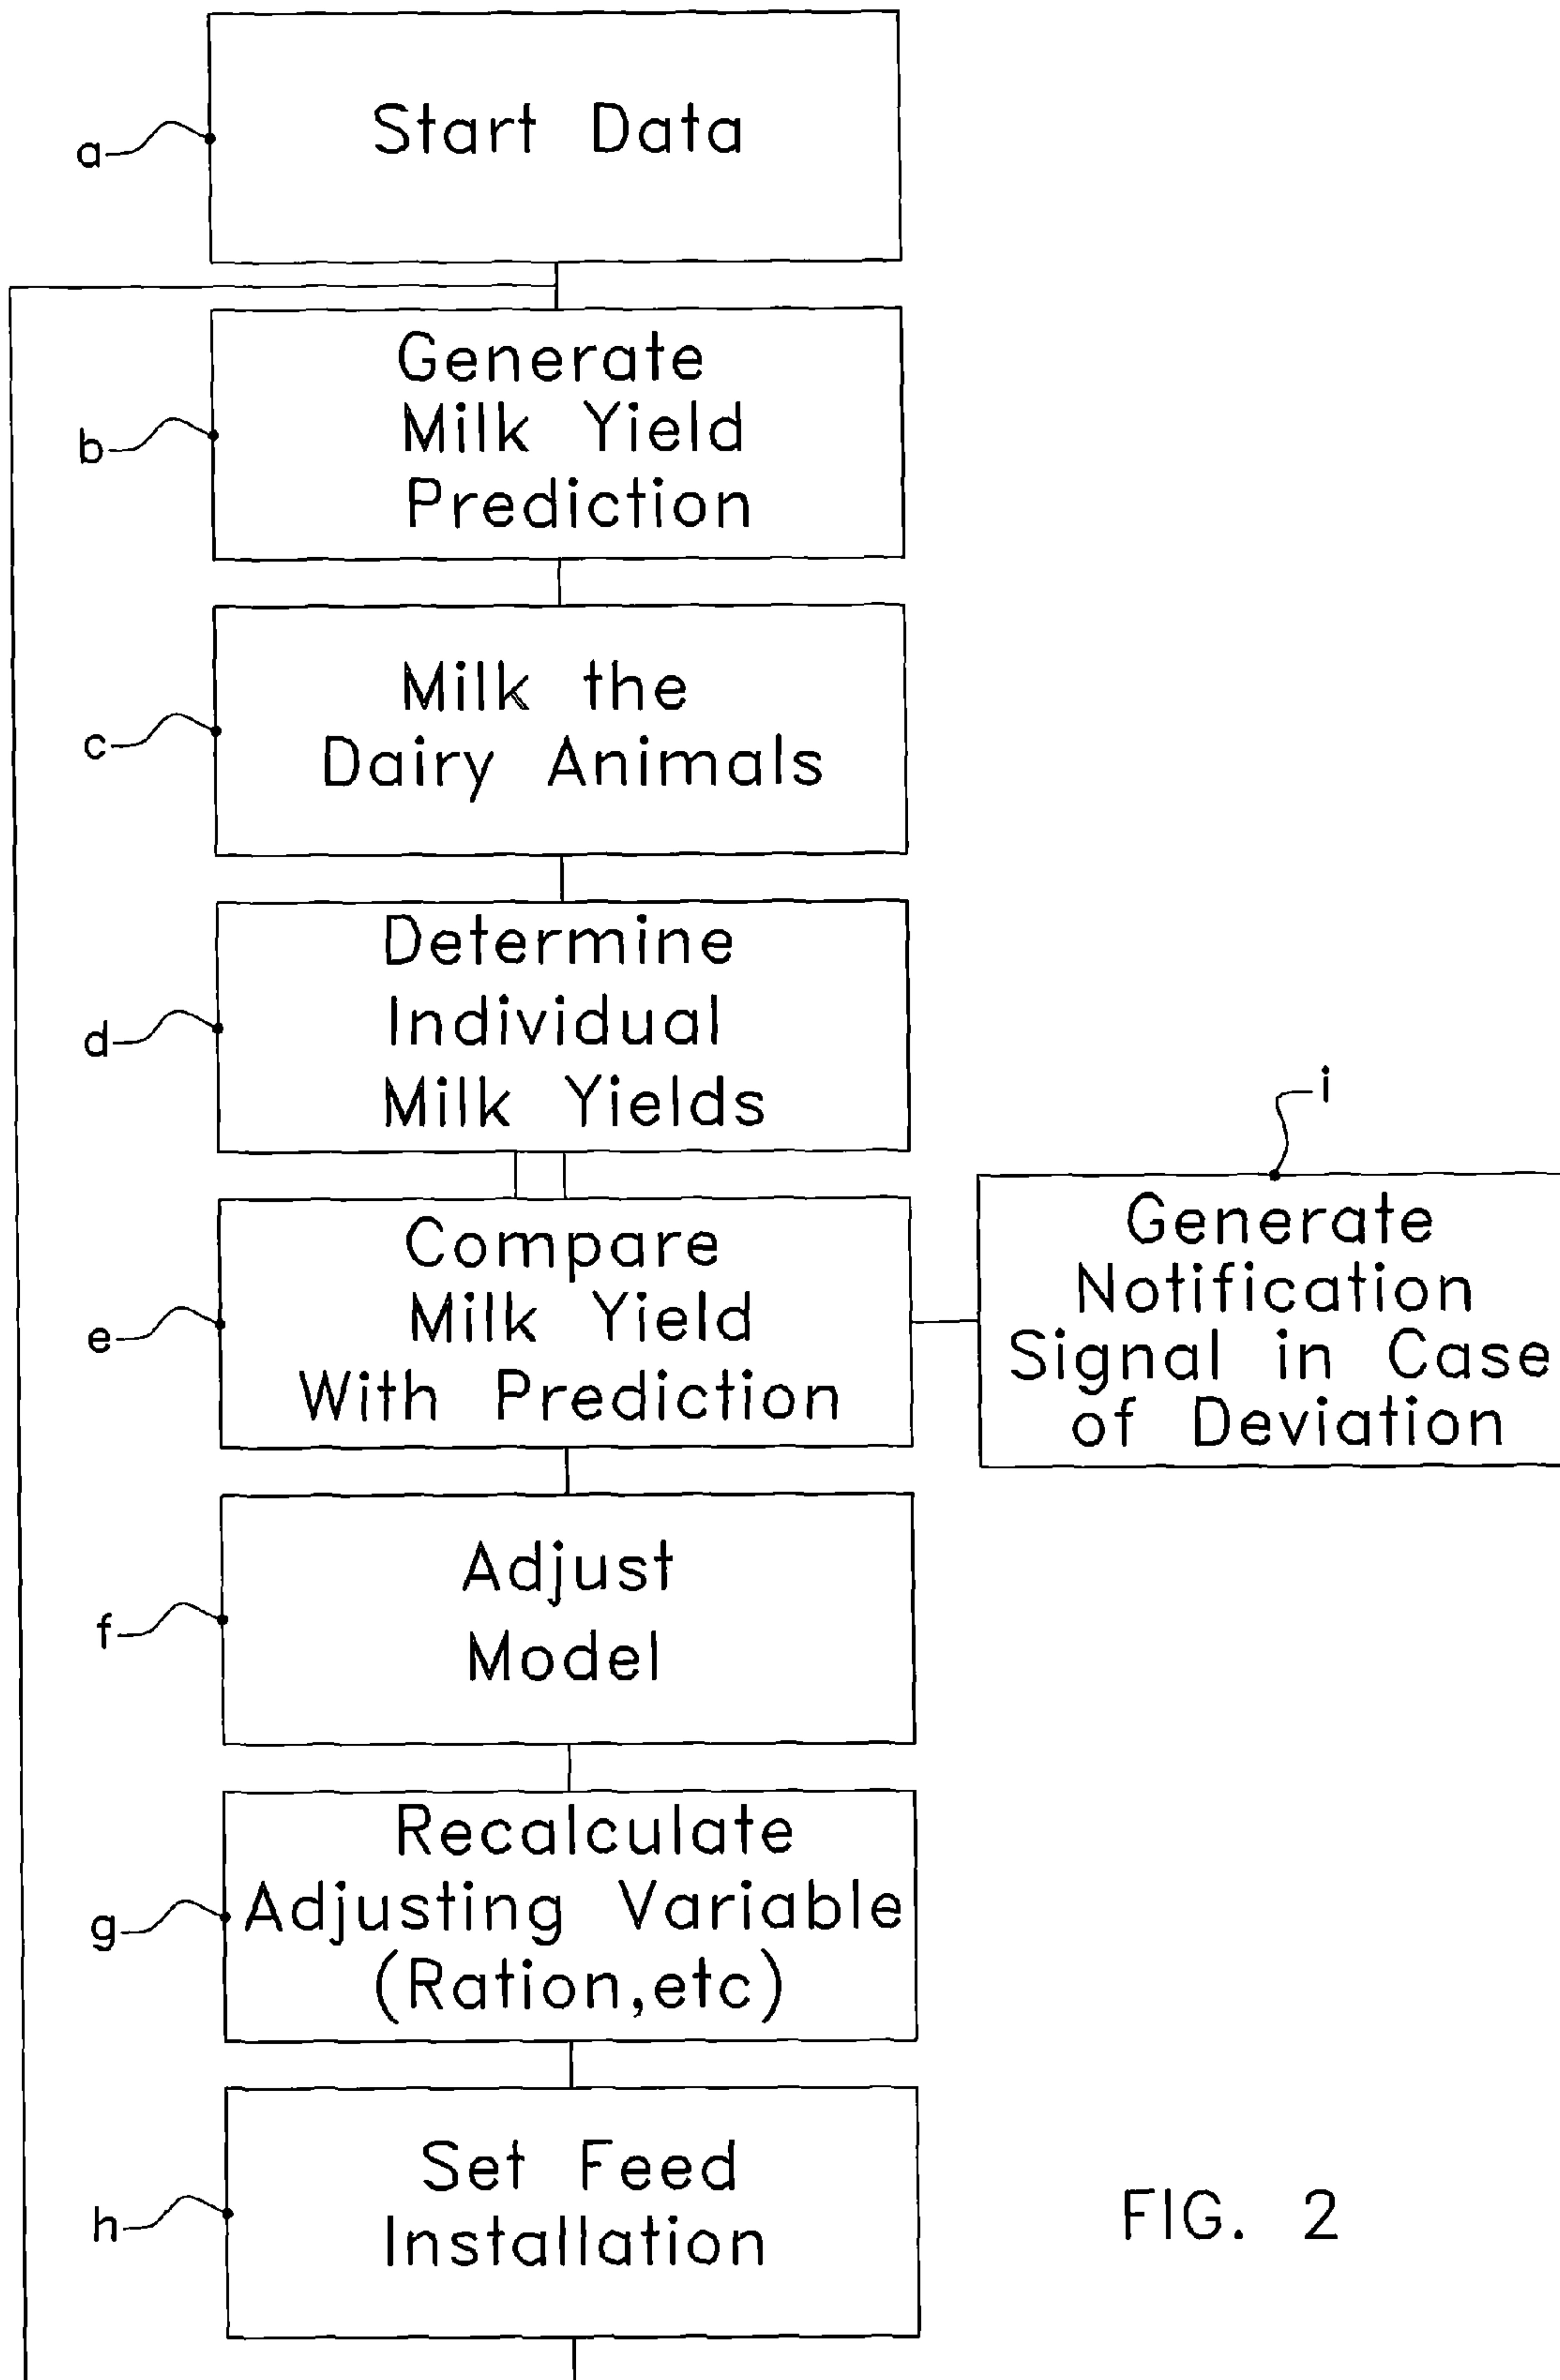 a
Start Data
b
Generate
Milk Yield
Prediction
c
Milk the
Dairy Animals
d
Determine
Individual
Milk Yields
e
Compare
Milk Yield
With Prediction
i
Generate
Notification
Signal in Case
of Deviation
f
Adjust
Model
g
Recalculate
Adjusting Variable
(Ration,etc)
h
Set Feed
Installation
FIG. 2